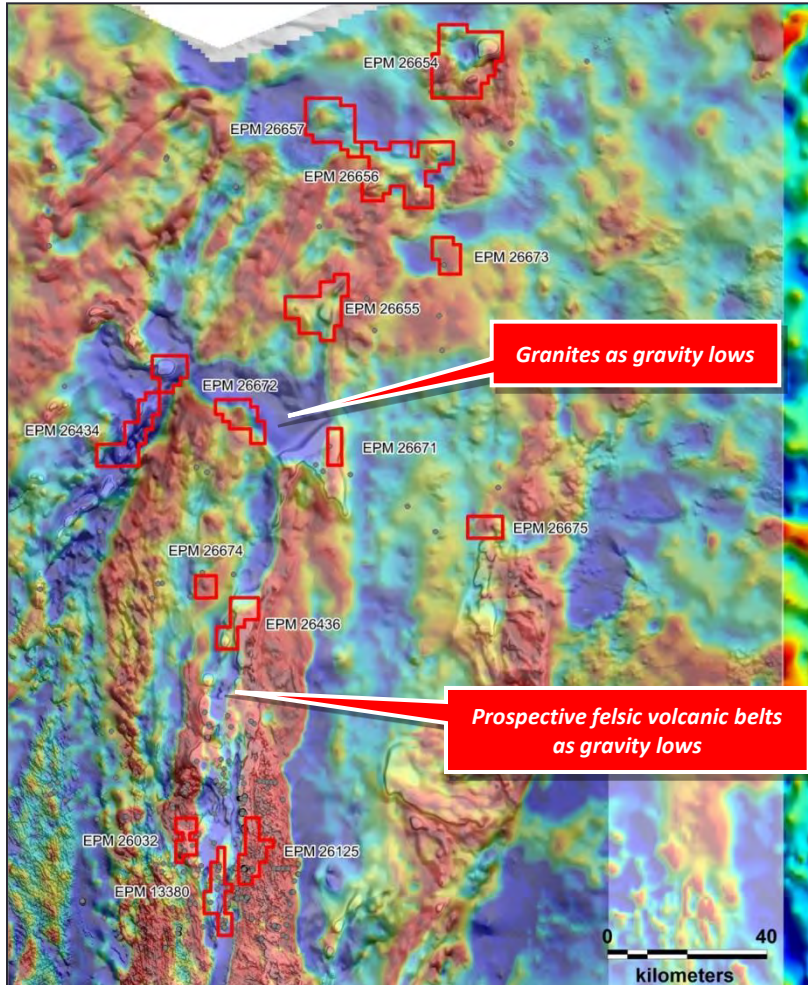 EPM 26654
EPM 26657
EPM 26656
EPM 26673
EPM 26655
Granites as gravity lows
EPM 26672
EPM 26434
EPM 26671
EPM 26675
EPM 26674
EPM 26436
Prospective felsic volcanic belts
as gravity lows
EPM 26032
EPM 26125
EPM 13380
0 40
kilometers